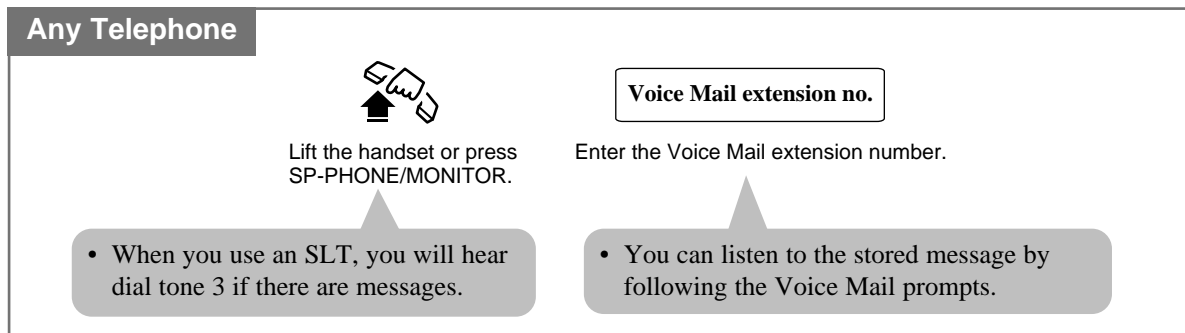 Any Telephone
Voice Mail extension no.
Lift the handset or press
SP-PHONE/MONITOR.
Enter the Voice Mail extension number.
• When you use an SLT, you will hear
dial tone 3 if there are messages.
• You can listen to the stored message by
following the Voice Mail prompts.